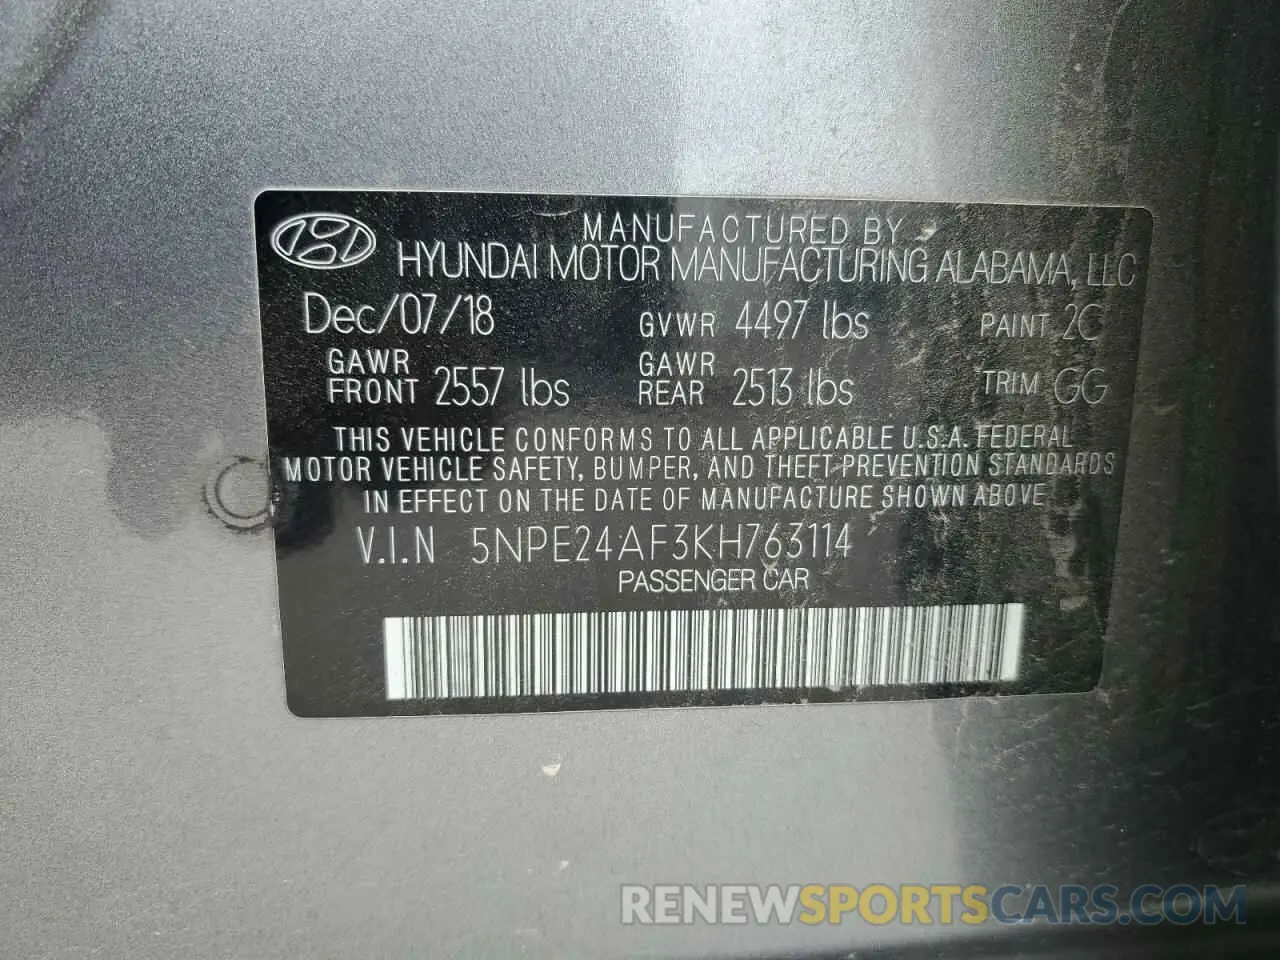 MANUFACTURED BY
HYUNDAI MOTOR MANUFACTURING ALABAMA, LLC
Dec/07/18 GVWR 4497 lbs PAINT 2C
GAWR FRONT 2557 lbs GAWR REAR 2513 lbs TRIM GG
THIS VEHICLE CONFORMS TO ALL APPLICABLE U.S.A. FEDERAL
MOTOR VEHICLE SAFETY, BUMPER, AND THEFT PREVENTION STANDARDS
IN EFFECT ON THE DATE OF MANUFACTURE SHOWN ABOVE
V.I.N 5NPE24AF3KH763114
PASSENGER CAR
RENEWSPORTSCARS.COM